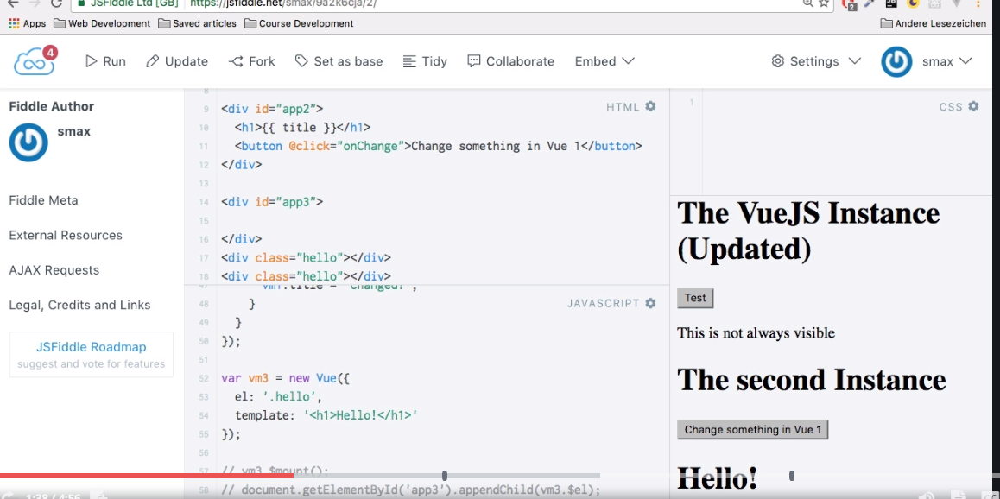 JSFiddle Ltd [GB] https://jsfiddle.net/smax/9a2k6cja/2/
2
Apps Web Development Saved articles Course Development Andere Lesezeichen
4
Run Update Fork Set as base Tidy Collaborate Embed Settings smax
Fiddle Author
smax
Fiddle Meta
External Resources
AJAX Requests
Legal, Credits and Links
JSFiddle Roadmap
suggest and vote for features
HTML
8
9 <div id="app2">
10 <h1>{{ title }}</h1>
11 <button @click="onChange">Change something in Vue 1</button>
12 </div>
13
14 <div id="app3">
15
16 </div>
17 <div class="hello"></div>
18 <div class="hello"></div>
JAVASCRIPT
47 vm1.title = 'Changed!';
48 }
49 }
50 });
51
52 var vm3 = new Vue({
53 el: '.hello',
54 template: '<h1>Hello!</h1>'
55 });
56
57 // vm3.$mount();
58 // document.getElementById('app3').appendChild(vm3.$el);
1
CSS
The VueJS Instance
(Updated)
Test
This is not always visible
The second Instance
Change something in Vue 1
Hello!
1:28 / 4:56